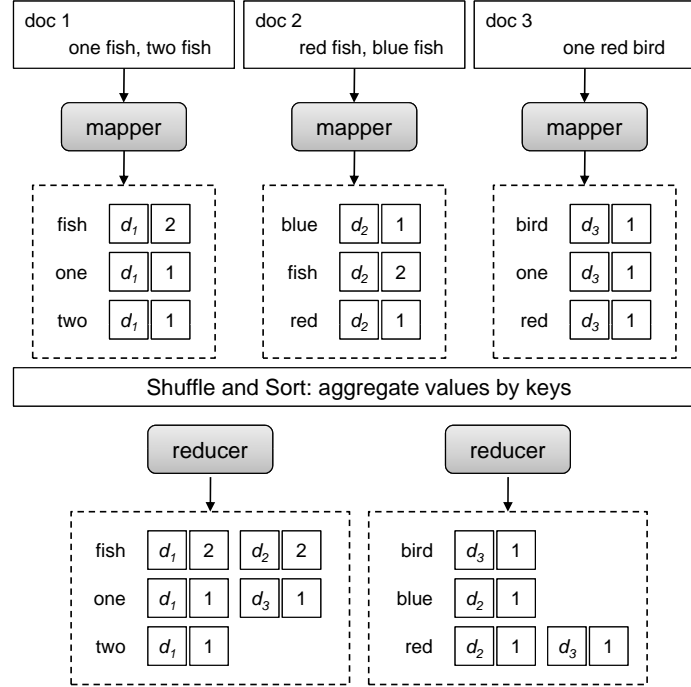 doc 1
one fish, two fish
doc 2
red fish, blue fish
doc 3
one red bird
mapper
mapper
mapper
fish d1 2
one d1 1
two d1 1
blue d2 1
fish d2 2
red d2 1
bird d3 1
one d3 1
red d3 1
Shuffle and Sort: aggregate values by keys
reducer
reducer
fish d1 2 d2 2
one d1 1 d3 1
two d1 1
bird d3 1
blue d2 1
red d2 1 d3 1